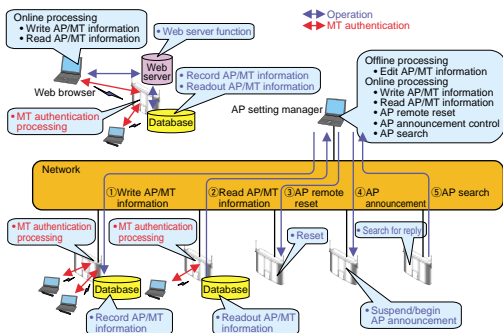 Online processing
• Write AP/MT information
• Read AP/MT information
Operation
MT authentication
• Web server function
Web
server
Web browser
• Record AP/MT information
• Readout AP/MT information
• MT authentication
processing
Database
Offline processing
• Edit AP/MT information
Online processing
• Write AP/MT information
• Read AP/MT information
• AP remote reset
• AP announcement control
• AP search
AP setting manager
Network
①Write AP/MT
information
②Read AP/MT
information
③AP remote
reset
④AP
announcement
⑤AP search
• MT authentication
processing
• MT authentication
processing
• Reset
• Search for reply
Database
Database
• Record AP/MT
information
• Readout AP/MT
information
• Suspend/begin
AP announcement